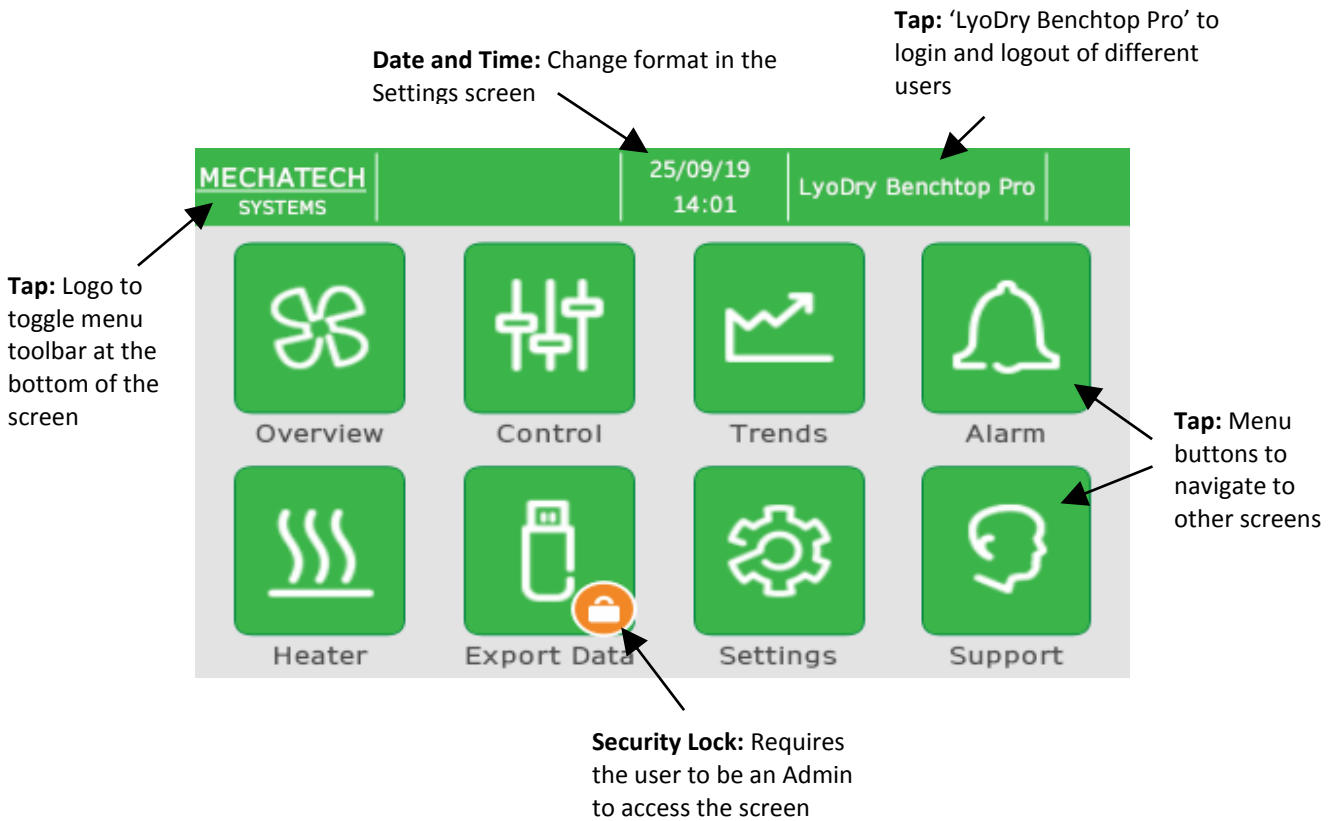 Tap: ‘LyoDry Benchtop Pro’ to
login and logout of different
users
Date and Time: Change format in the
Settings screen
MECHATECH
SYSTEMS
25/09/19
14:01
LyoDry Benchtop Pro
Tap: Logo to
toggle menu
toolbar at the
bottom of the
screen
Overview
Control
Trends
Alarm
Tap: Menu
buttons to
navigate to
other screens
Heater
Export Data
Settings
Support
Security Lock: Requires
the user to be an Admin
to access the screen